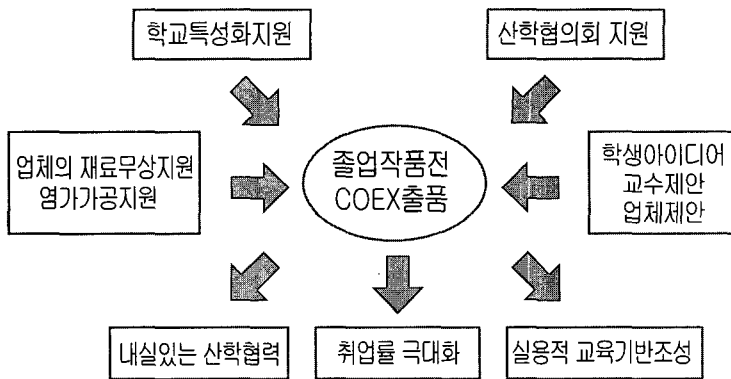 학교특성화지원
산학협의회 지원
업체의 재료무상지원
염가가공지원
졸업작품전
COEX출품
학생아이디어
교수제안
업체제안
내실있는 산학협력
취업률 극대화
실용적 교육기반조성